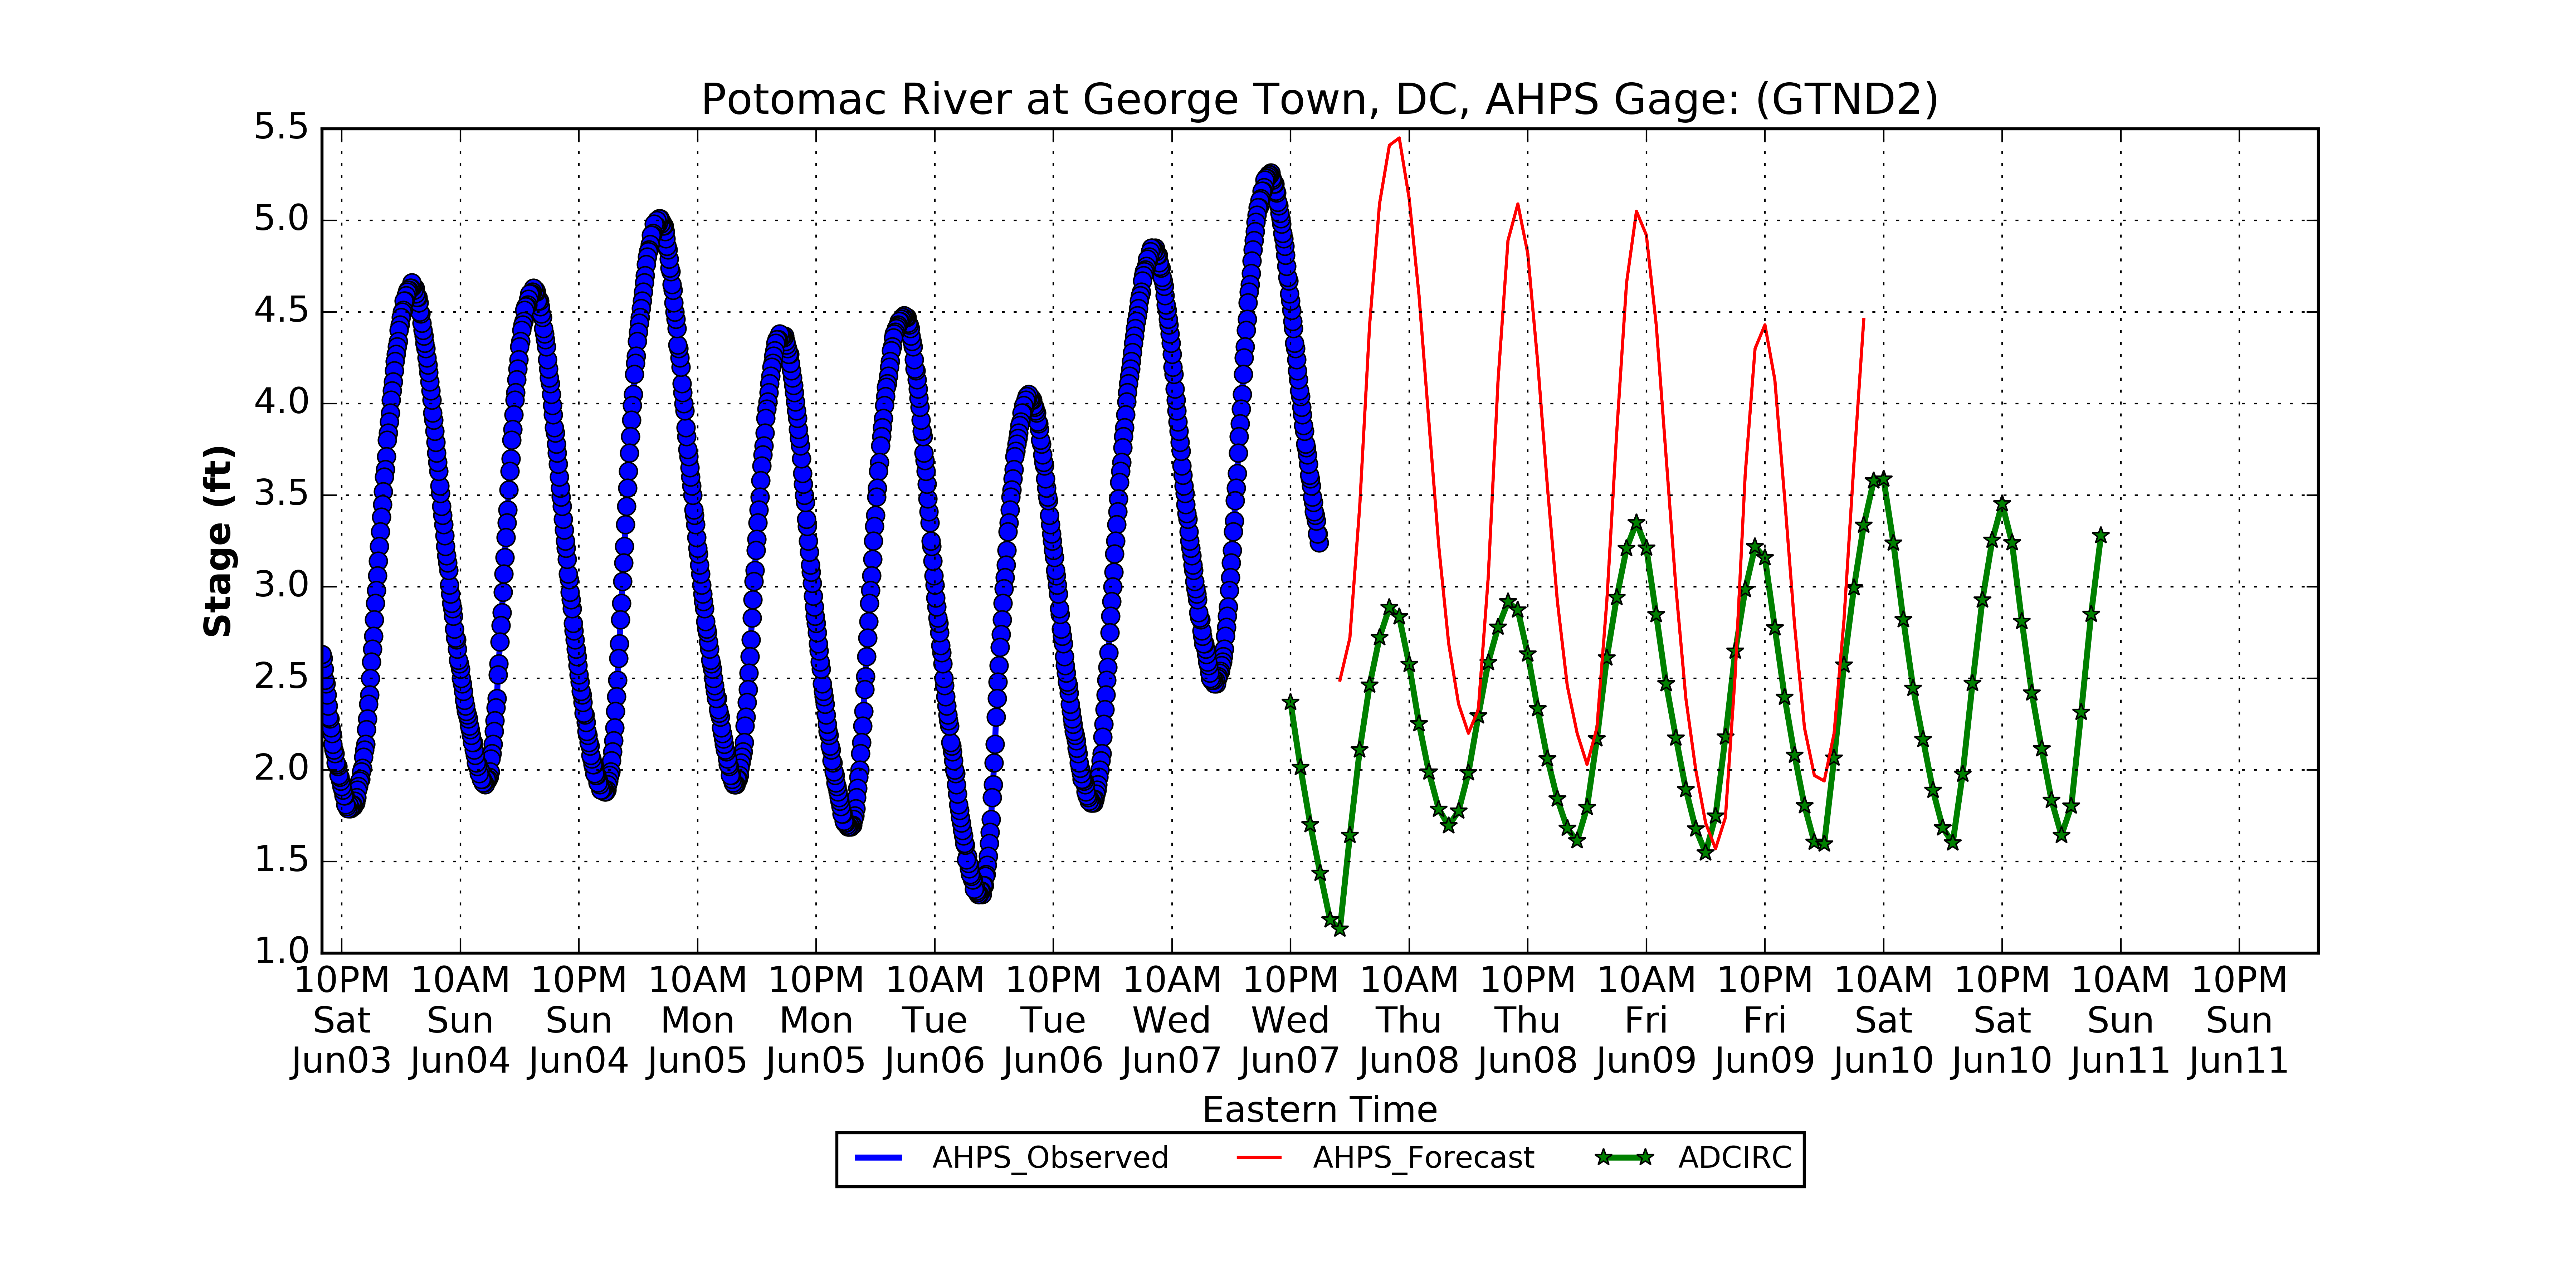 Potomac River at George Town, DC, AHPS Gage: (GTND2)
5.5
5.0
4.5
4.0
3.5
3.0
2.5
2.0
1.5
1.0
Stage (ft)
10PM 10AM 10PM 10AM 10PM 10AM 10PM 10AM 10PM 10AM 10PM 10AM 10PM 10AM 10PM 10AM 10PM
Sat Sun Sun Mon Mon Tue Tue Wed Wed Thu Thu Fri Fri Sat Sat Sun Sun
Jun03 Jun04 Jun04 Jun05 Jun05 Jun06 Jun06 Jun07 Jun07 Jun08 Jun08 Jun09 Jun09 Jun10 Jun10 Jun11 Jun11
Eastern Time
AHPS_Observed AHPS_Forecast ADCIRC